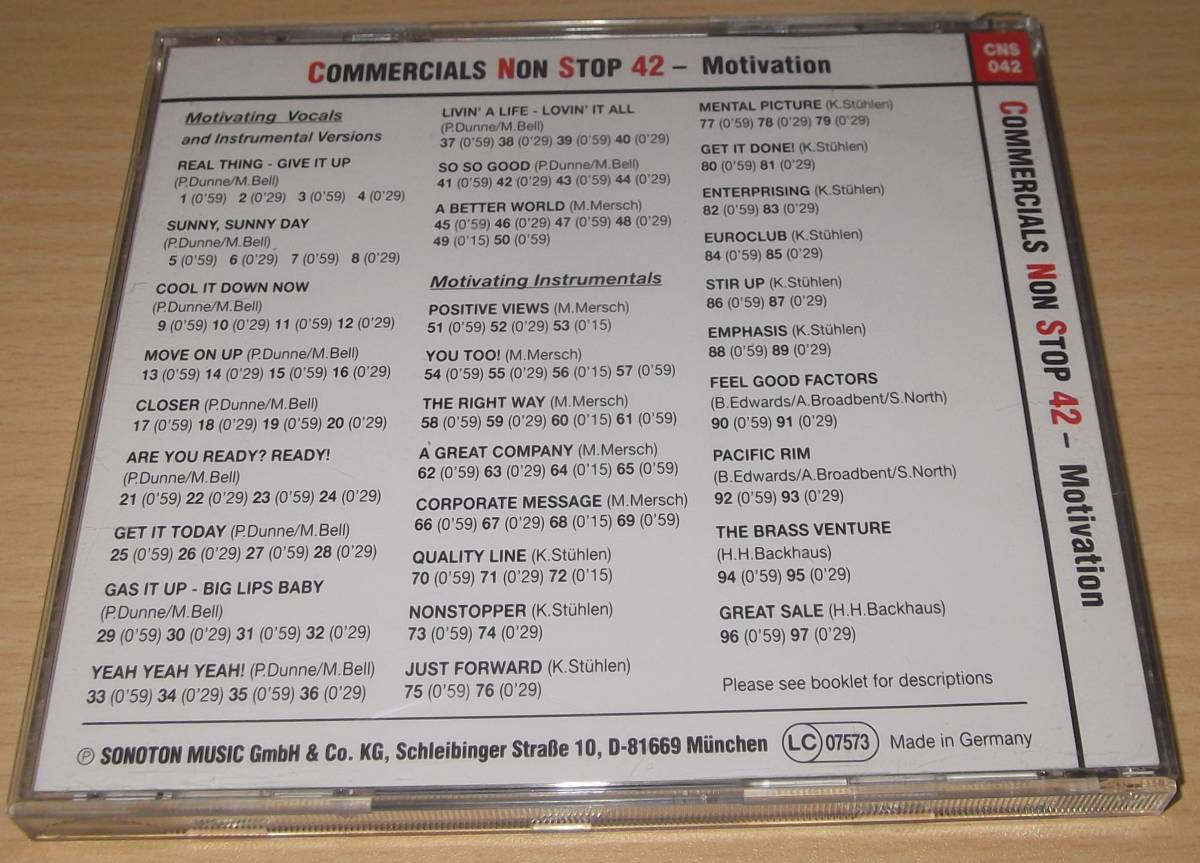 COMMERCIALS NON STOP 42 – Motivation
CNS
042
Motivating Vocals
and Instrumental Versions
REAL THING - GIVE IT UP
(P.Dunne/M.Bell)
1 (0'59) 2 (0'29) 3 (0'59) 4 (0'29)
SUNNY, SUNNY DAY
(P.Dunne/M.Bell)
5 (0'59) 6 (0'29) 7 (0'59) 8 (0'29)
COOL IT DOWN NOW
(P.Dunne/M.Bell)
9 (0'59) 10 (0'29) 11 (0'59) 12 (0'29)
MOVE ON UP (P.Dunne/M.Bell)
13 (0'59) 14 (0'29) 15 (0'59) 16 (0'29)
CLOSER (P.Dunne/M.Bell)
17 (0'59) 18 (0'29) 19 (0'59) 20 (0'29)
ARE YOU READY? READY!
(P.Dunne/M.Bell)
21 (0'59) 22 (0'29) 23 (0'59) 24 (0'29)
GET IT TODAY (P.Dunne/M.Bell)
25 (0'59) 26 (0'29) 27 (0'59) 28 (0'29)
GAS IT UP - BIG LIPS BABY
(P.Dunne/M.Bell)
29 (0'59) 30 (0'29) 31 (0'59) 32 (0'29)
YEAH YEAH YEAH! (P.Dunne/M.Bell)
33 (0'59) 34 (0'29) 35 (0'59) 36 (0'29)
LIVIN' A LIFE - LOVIN' IT ALL
(P.Dunne/M.Bell)
37 (0'59) 38 (0'29) 39 (0'59) 40 (0'29)
SO SO GOOD (P.Dunne/M.Bell)
41 (0'59) 42 (0'29) 43 (0'59) 44 (0'29)
A BETTER WORLD (M.Mersch)
45 (0'59) 46 (0'29) 47 (0'59) 48 (0'29)
49 (0'15) 50 (0'59)
Motivating Instrumentals
POSITIVE VIEWS (M.Mersch)
51 (0'59) 52 (0'29) 53 (0'15)
YOU TOO! (M.Mersch)
54 (0'59) 55 (0'29) 56 (0'15) 57 (0'59)
THE RIGHT WAY (M.Mersch)
58 (0'59) 59 (0'29) 60 (0'15) 61 (0'59)
A GREAT COMPANY (M.Mersch)
62 (0'59) 63 (0'29) 64 (0'15) 65 (0'59)
CORPORATE MESSAGE (M.Mersch)
66 (0'59) 67 (0'29) 68 (0'15) 69 (0'59)
QUALITY LINE (K.Stühlen)
70 (0'59) 71 (0'29) 72 (0'15)
NONSTOPPER (K.Stühlen)
73 (0'59) 74 (0'29)
JUST FORWARD (K.Stühlen)
75 (0'59) 76 (0'29)
MENTAL PICTURE (K.Stühlen)
77 (0'59) 78 (0'29) 79 (0'29)
GET IT DONE! (K.Stühlen)
80 (0'59) 81 (0'29)
ENTERPRISING (K.Stühlen)
82 (0'59) 83 (0'29)
EUROCLUB (K.Stühlen)
84 (0'59) 85 (0'29)
STIR UP (K.Stühlen)
86 (0'59) 87 (0'29)
EMPHASIS (K.Stühlen)
88 (0'59) 89 (0'29)
FEEL GOOD FACTORS
(B.Edwards/A.Broadbent/S.North)
90 (0'59) 91 (0'29)
PACIFIC RIM
(B.Edwards/A.Broadbent/S.North)
92 (0'59) 93 (0'29)
THE BRASS VENTURE
(H.H.Backhaus)
94 (0'59) 95 (0'29)
GREAT SALE (H.H.Backhaus)
96 (0'59) 97 (0'29)
Please see booklet for descriptions
℗ SONOTON MUSIC GmbH & Co. KG, Schleibinger Straße 10, D-81669 München LC 07573 Made in Germany
COMMERCIALS NON STOP 42 – Motivation